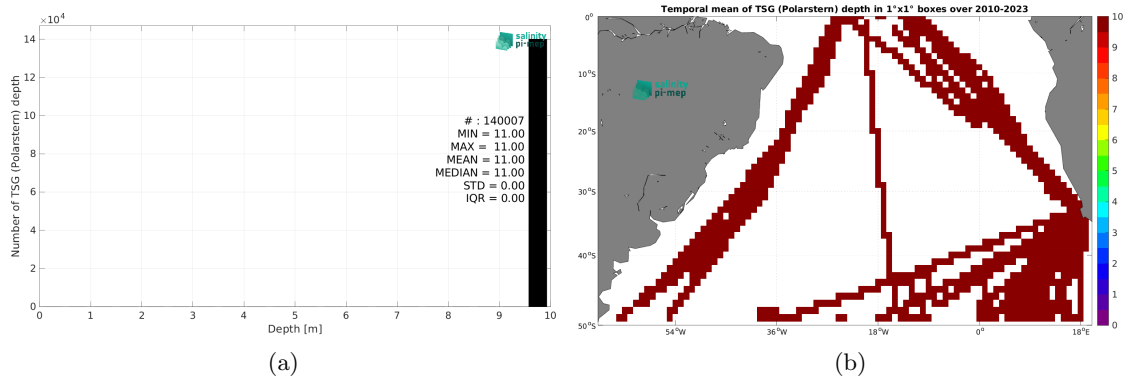 ×10⁴
14
12
10
8
6
4
2
0
Number of TSG (Polarstern) depth
salinity
pi-mep
# : 140007
MIN = 11.00
MAX = 11.00
MEAN = 11.00
MEDIAN = 11.00
STD = 0.00
IQR = 0.00
0 1 2 3 4 5 6 7 8 9 10
Depth [m]
(a)
Temporal mean of TSG (Polarstern) depth in 1°x1° boxes over 2010-2023
0°
10°S
20°S
30°S
40°S
50°S
salinity
pi-mep
54°W 36°W 18°W 0° 18°E
10
9
8
7
6
5
4
3
2
1
0
(b)